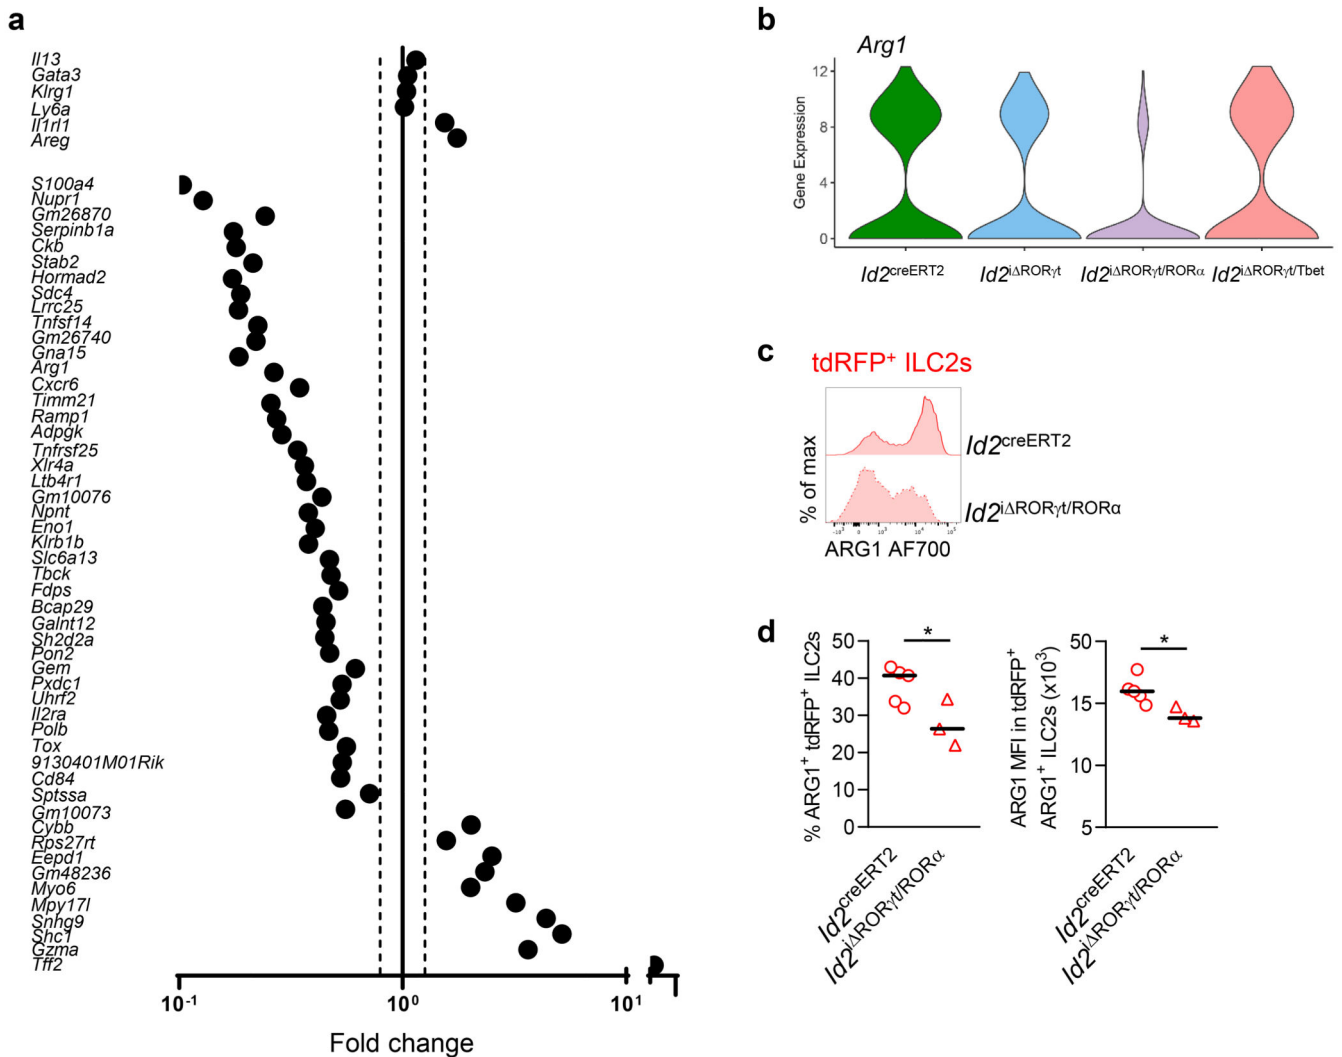 a
Il13
Gata3
Klrg1
Ly6a
Il1rl1
Areg
S100a4
Nupr1
Gm26870
Serpinb1a
Ckb
Stab2
Hormad2
Sdc4
Lrrc25
Tnfsf14
Gm26740
Gna15
Arg1
Cxcr6
Timm21
Ramp1
Adpgk
Tnfrsf25
Xlr4a
Ltb4r1
Gm10076
Npnt
Eno1
Klrb1b
Slc6a13
Tbck
Fdps
Bcap29
Galnt12
Sh2d2a
Pon2
Gem
Pxdc1
Uhrf2
Il2ra
Polb
Tox
9130401M01Rik
Cd84
Sptssa
Gm10073
Cybb
Rps27rt
Eepd1
Gm48236
Myo6
Mpy17l
Snhg9
Shc1
Gzma
Tff2
10⁻¹ 10⁰ 10¹
Fold change
b
Arg1
Gene Expression
12
8
4
0
Id2creERT2 Id2iΔRORγt Id2iΔRORγt/RORα Id2iΔRORγt/Tbet
c
tdRFP⁺ ILC2s
% of max
Id2creERT2
Id2iΔRORγt/RORα
-10³ 0 10³ 10⁴ 10⁵
ARG1 AF700
d
% ARG1⁺ tdRFP⁺ ILC2s
50
40
30
20
10
0
*
Id2creERT2
Id2iΔRORγt/RORα
ARG1 MFI in tdRFP⁺
ARG1⁺ ILC2s (x10³)
50
15
10
5
*
Id2creERT2
Id2iΔRORγt/RORα